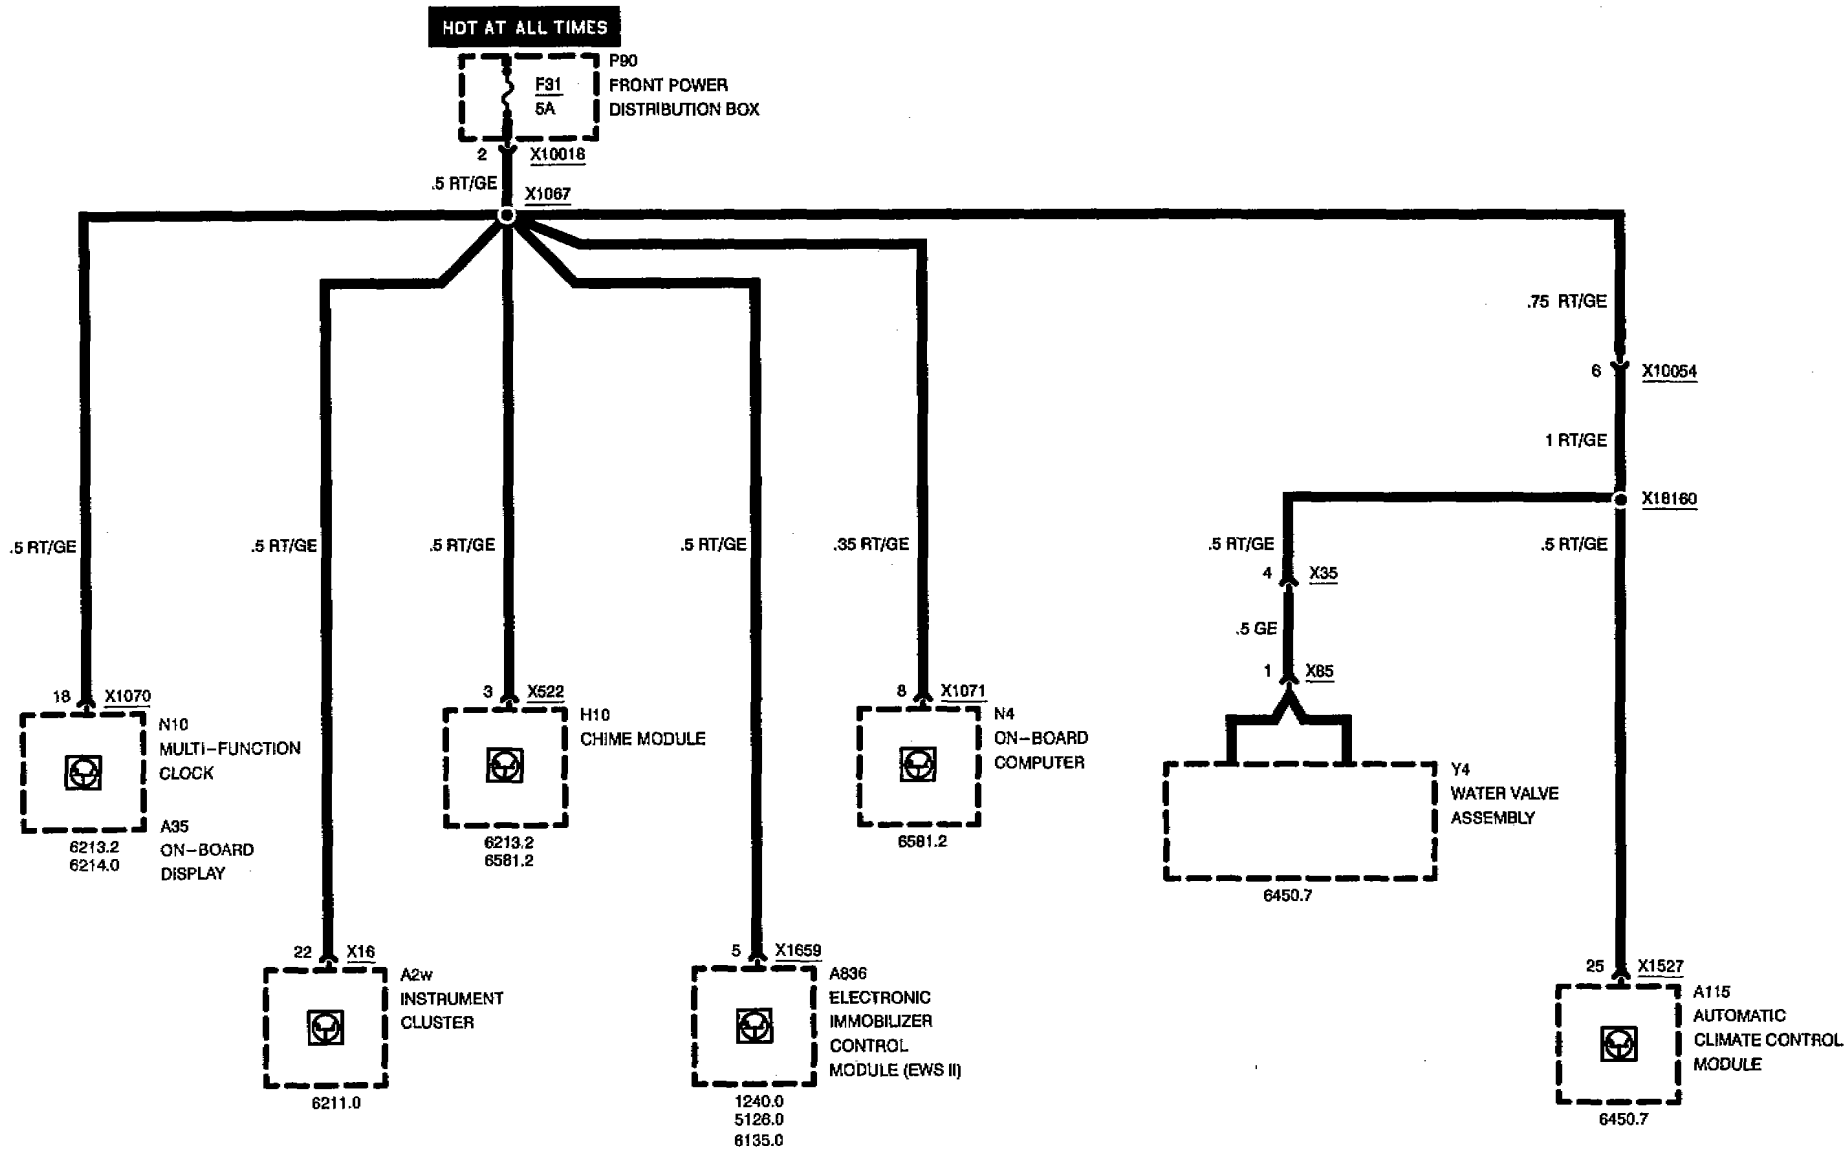 HOT AT ALL TIMES
P90
FRONT POWER
DISTRIBUTION BOX
F31
5A
2 X10018
.5 RT/GE
X1067
.75 RT/GE
6 X10054
1 RT/GE
X18160
.5 RT/GE
.5 RT/GE
.5 RT/GE
.5 RT/GE
.35 RT/GE
.5 RT/GE
.5 RT/GE
4 X35
.5 GE
1 X85
18 X1070
N10
MULTI-FUNCTION
CLOCK
A35
ON-BOARD
DISPLAY
6213.2
6214.0
3 X522
H10
CHIME MODULE
6213.2
6581.2
8 X1071
N4
ON-BOARD
COMPUTER
6581.2
Y4
WATER VALVE
ASSEMBLY
6450.7
22 X16
A2w
INSTRUMENT
CLUSTER
6211.0
5 X1659
A836
ELECTRONIC
IMMOBILIZER
CONTROL
MODULE (EWS II)
1240.0
5126.0
6135.0
25 X1527
A115
AUTOMATIC
CLIMATE CONTROL
MODULE
6450.7